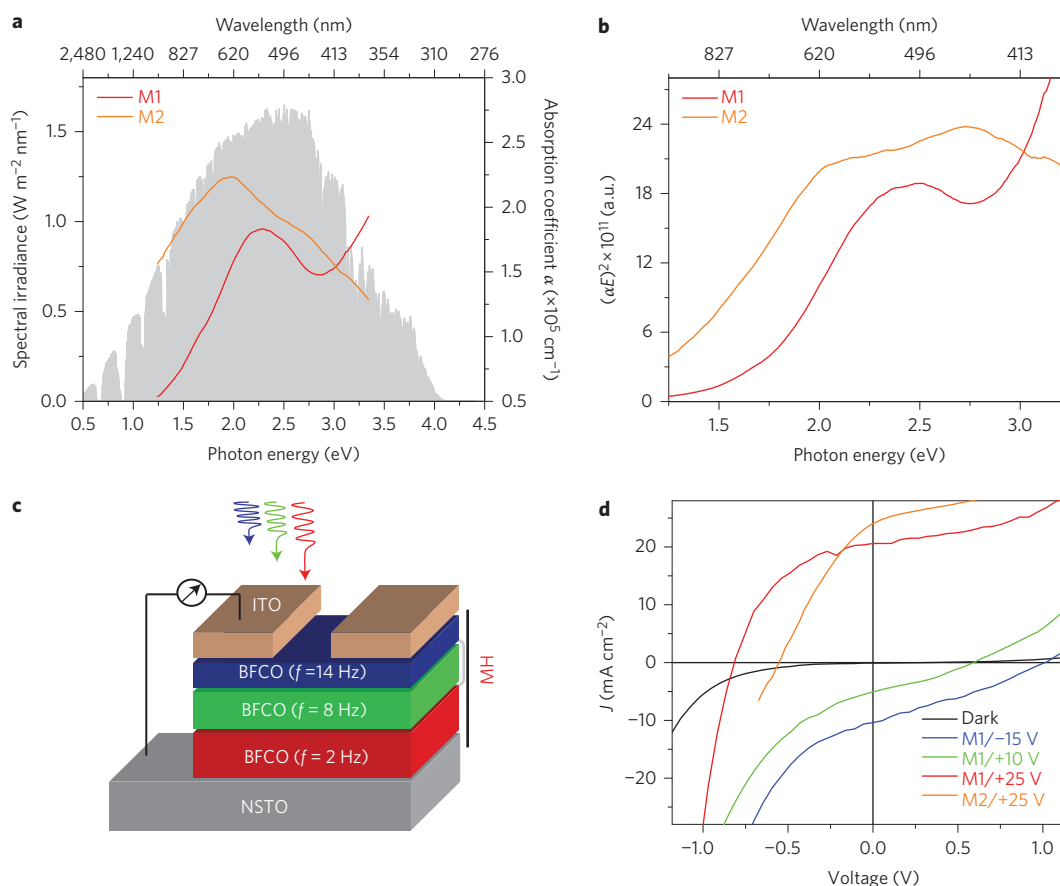 a
Wavelength (nm)
2,480 1,240 827 620 496 413 354 310 276
M1
M2
Spectral irradiance (W m⁻² nm⁻¹)
1.5
1.0
0.5
0.0
3.0
2.5
2.0
1.5
1.0
0.5
Absorption coefficient α (×10⁵ cm⁻¹)
0.5 1.0 1.5 2.0 2.5 3.0 3.5 4.0 4.5
Photon energy (eV)
b
Wavelength (nm)
827 620 496 413
M1
M2
(αE)² × 10¹¹ (a.u.)
24
18
12
6
0
1.5 2.0 2.5 3.0
Photon energy (eV)
c
ITO
BFCO (f =14 Hz)
BFCO (f = 8 Hz)
BFCO (f = 2 Hz)
NSTO
MH
d
J (mA cm⁻²)
20
10
0
−10
−20
Dark
M1/−15 V
M1/+10 V
M1/+25 V
M2/+25 V
−1.0 −0.5 0.0 0.5 1.0
Voltage (V)